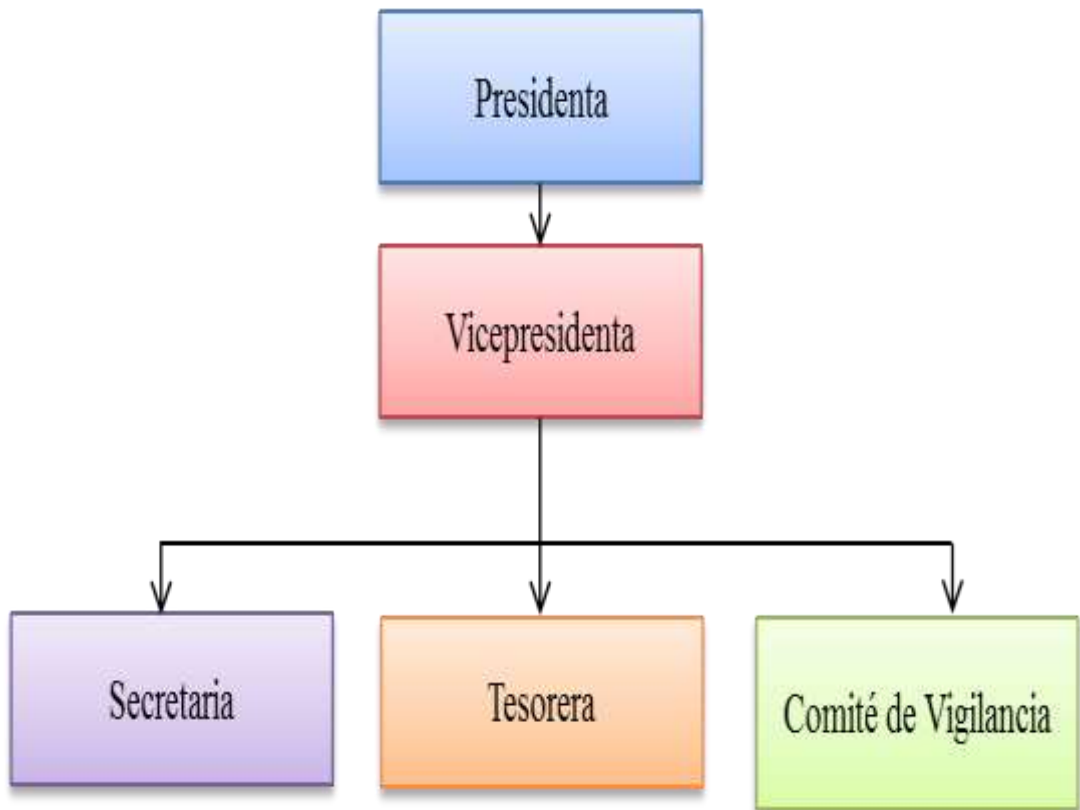 Presidenta
Vicepresidenta
Secretaria
Tesorera
Comité de Vigilancia